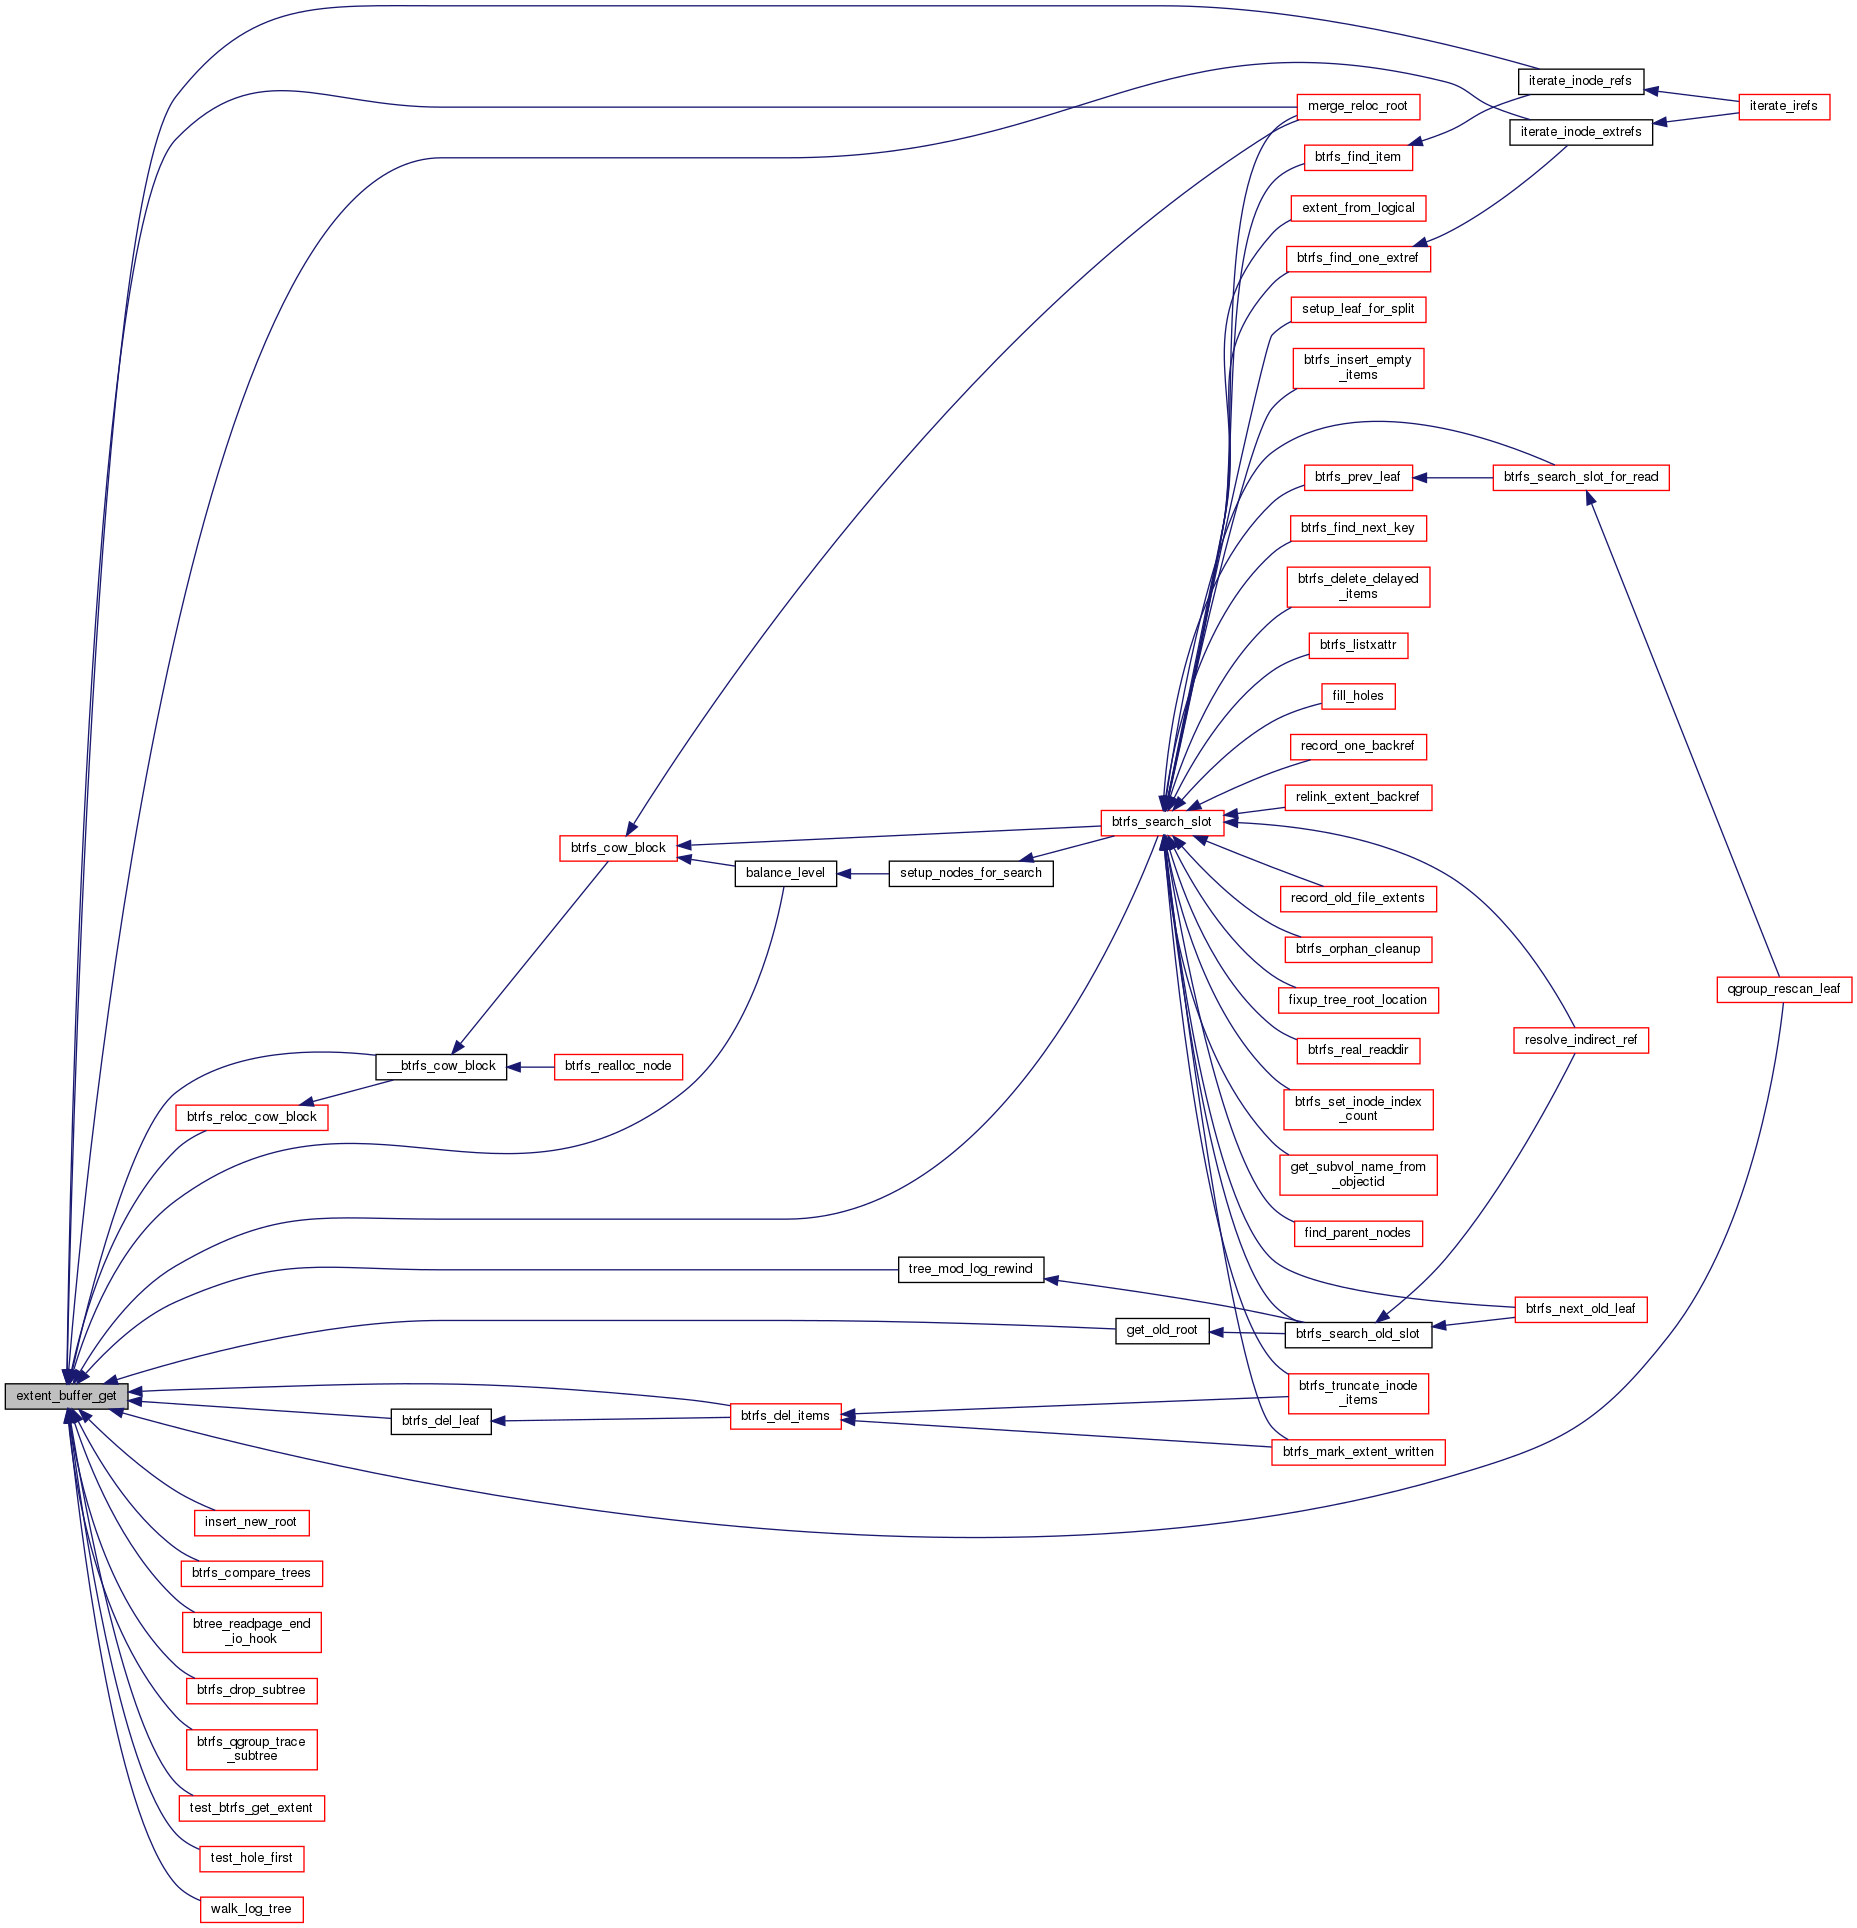 iterate_inode_refs
merge_reloc_root
iterate_irefs
iterate_inode_extrefs
btrfs_find_item
extent_from_logical
btrfs_find_one_extref
setup_leaf_for_split
btrfs_insert_empty
_items
btrfs_prev_leaf
btrfs_search_slot_for_read
btrfs_find_next_key
btrfs_delete_delayed
_items
btrfs_listxattr
fill_holes
record_one_backref
relink_extent_backref
btrfs_search_slot
btrfs_cow_block
balance_level
setup_nodes_for_search
record_old_file_extents
btrfs_orphan_cleanup
qgroup_rescan_leaf
fixup_tree_root_location
resolve_indirect_ref
btrfs_real_readdir
__btrfs_cow_block
btrfs_realloc_node
btrfs_reloc_cow_block
btrfs_set_inode_index
_count
get_subvol_name_from
_objectid
find_parent_nodes
tree_mod_log_rewind
btrfs_next_old_leaf
get_old_root
btrfs_search_old_slot
extent_buffer_get
btrfs_truncate_inode
_items
btrfs_del_leaf
btrfs_del_items
btrfs_mark_extent_written
insert_new_root
btrfs_compare_trees
btree_readpage_end
_io_hook
btrfs_drop_subtree
btrfs_qgroup_trace
_subtree
test_btrfs_get_extent
test_hole_first
walk_log_tree